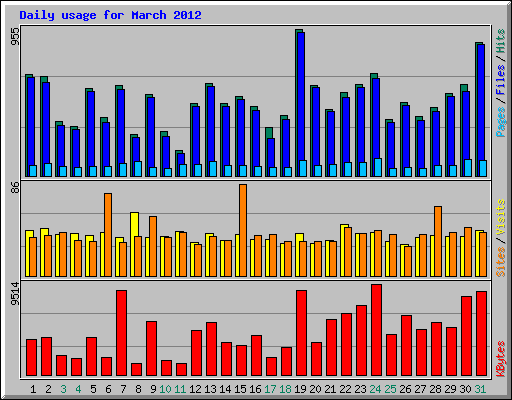 Daily usage for March 2012
955
Pages / Files / Hits
86
Sites / Visits
9514
KBytes
1 2 3 4 5 6 7 8 9 10 11 12 13 14 15 16 17 18 19 20 21 22 23 24 25 26 27 28 29 30 31